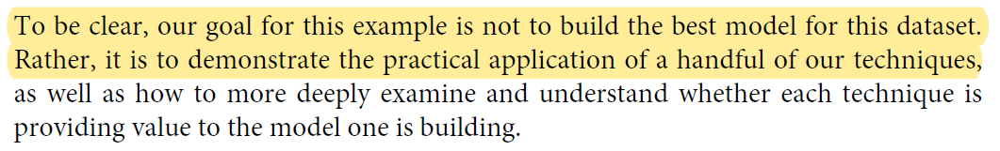 To be clear, our goal for this example is not to build the best model for this dataset.
Rather, it is to demonstrate the practical application of a handful of our techniques,
as well as how to more deeply examine and understand whether each technique is
providing value to the model one is building.